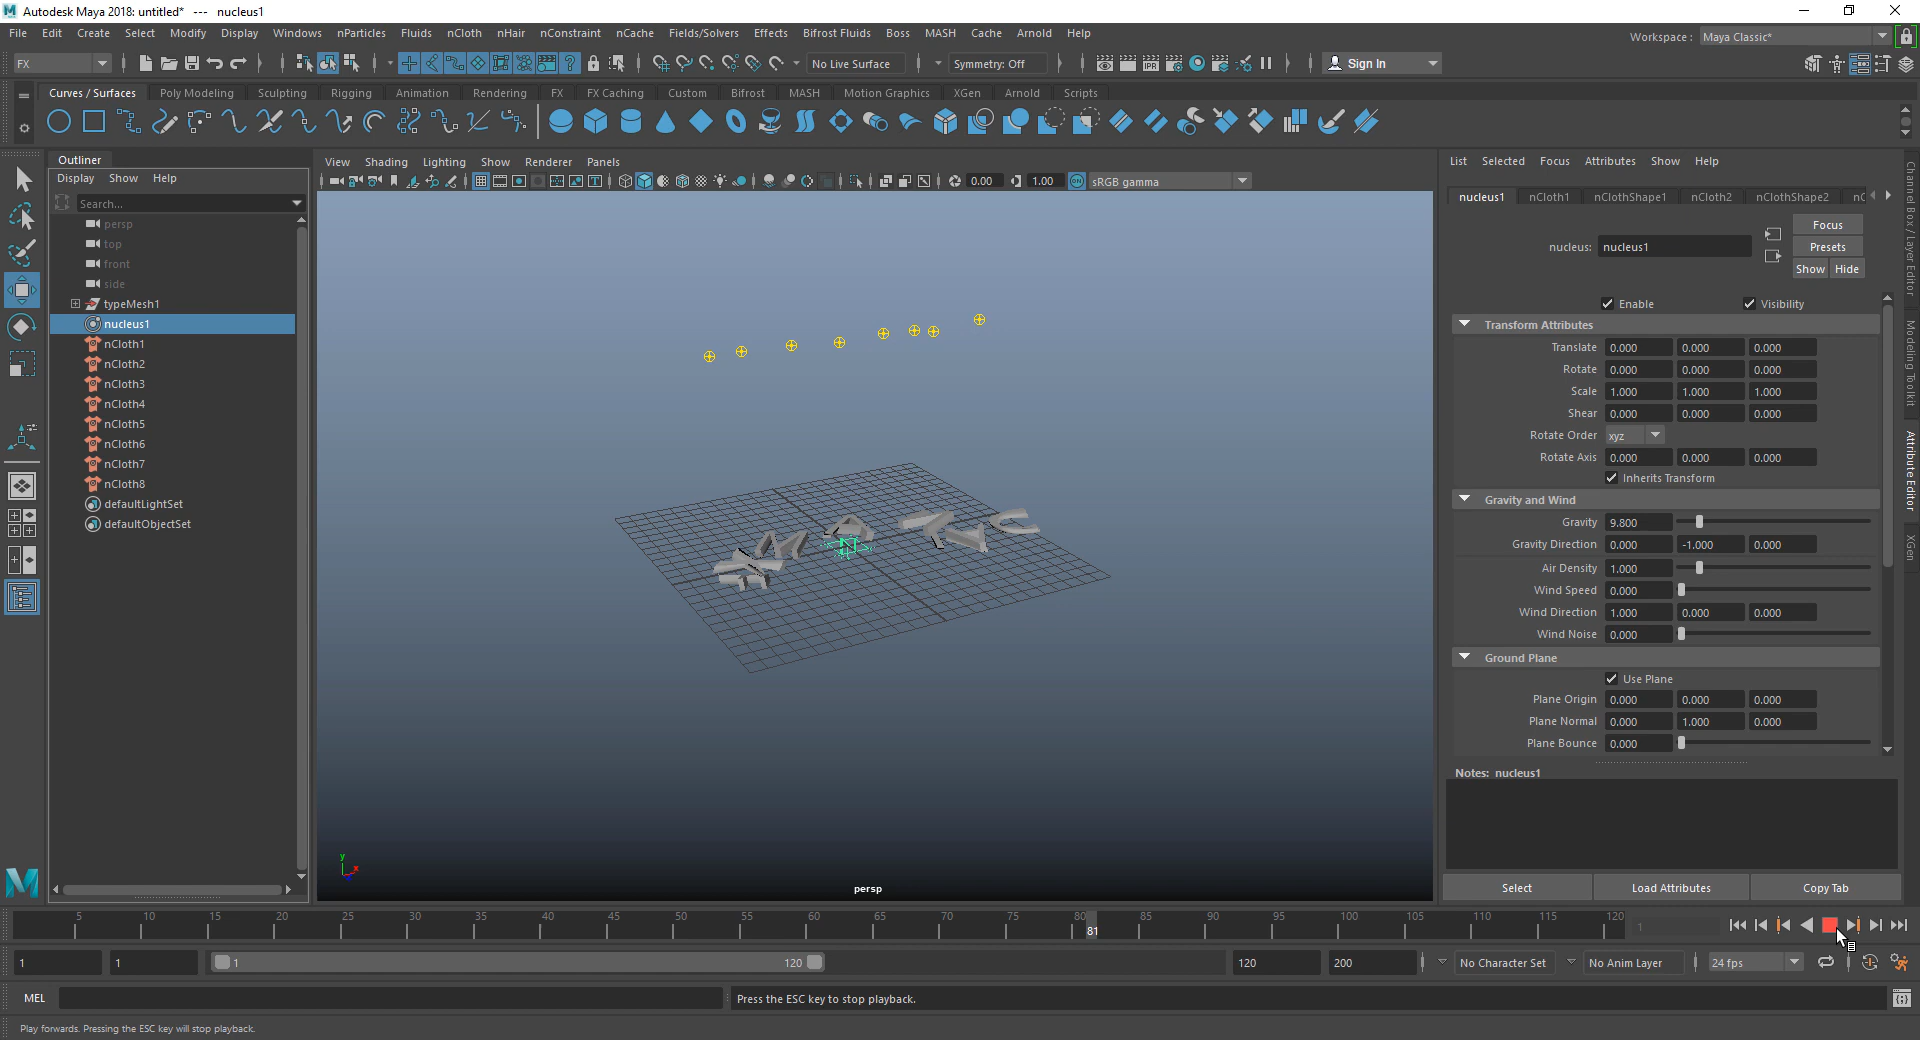 Autodesk Maya 2018: untitled* --- nucleus1
File Edit Create Select Modify Display Windows nParticles Fluids nCloth nHair nConstraint nCache Fields/Solvers Effects Bifrost Fluids Boss MASH Cache Arnold Help
Workspace : Maya Classic*
FX No Live Surface Symmetry: Off Sign In
Curves / Surfaces Poly Modeling Sculpting Rigging Animation Rendering FX FX Caching Custom Bifrost MASH Motion Graphics XGen Arnold Scripts
Outliner
Display Show Help
Search...
persp
top
front
side
typeMesh1
nucleus1
nCloth1
nCloth2
nCloth3
nCloth4
nCloth5
nCloth6
nCloth7
nCloth8
defaultLightSet
defaultObjectSet
View Shading Lighting Show Renderer Panels
0.00 1.00 ON sRGB gamma
persp
y
x
List Selected Focus Attributes Show Help
nucleus1 nCloth1 nClothShape1 nCloth2 nClothShape2 nC
Focus
nucleus: nucleus1 Presets
Show Hide
Enable Visibility
Transform Attributes
Translate 0.000 0.000 0.000
Rotate 0.000 0.000 0.000
Scale 1.000 1.000 1.000
Shear 0.000 0.000 0.000
Rotate Order xyz
Rotate Axis 0.000 0.000 0.000
Inherits Transform
Gravity and Wind
Gravity 9.800
Gravity Direction 0.000 -1.000 0.000
Air Density 1.000
Wind Speed 0.000
Wind Direction 1.000 0.000 0.000
Wind Noise 0.000
Ground Plane
Use Plane
Plane Origin 0.000 0.000 0.000
Plane Normal 0.000 1.000 0.000
Plane Bounce 0.000
Notes: nucleus1
Select Load Attributes Copy Tab
Channel Box / Layer Editor
Modeling Toolkit
Attribute Editor
XGen
5 10 15 20 25 30 35 40 45 50 55 60 65 70 75 80 85 90 95 100 105 110 115 120
81
1
1 1 1 120 120 200 No Character Set No Anim Layer 24 fps
MEL Press the ESC key to stop playback.
Play forwards. Pressing the ESC key will stop playback.